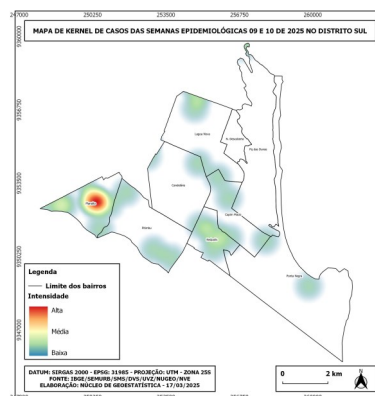 247000 250250 253500 256750 260000
MAPA DE KERNEL DE CASOS DAS SEMANAS EPIDEMIOLÓGICAS 09 E 10 DE 2025 NO DISTRITO SUL
9360000
9356750
9353500
9350250
9347000
Lagoa Nova
N. Descoberta
Candelária
Capim Macio
Pitimbu
Neópolis
Ponta Negra
Legenda
Limite dos bairros
Intensidade
Alta
Média
Baixa
DATUM: SIRGAS 2000 - EPSG: 31985 - PROJEÇÃO: UTM - ZONA 25S
FONTE: IBGE/SEMURB/SMS/DVS/UVZ/NUGEO/NVE
ELABORAÇÃO: NÚCLEO DE GEOESTATÍSTICA - 17/03/2025
0 2 km
N